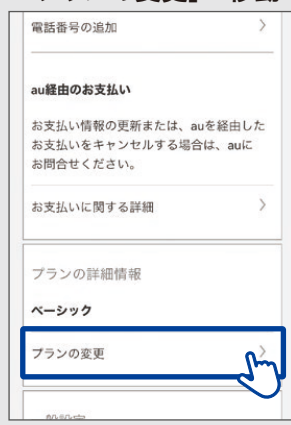 電話番号の追加
au経由のお支払い
お支払い情報の更新または、auを経由した
お支払いをキャンセルする場合は、auに
お問合せください。
お支払いに関する詳細
プランの詳細情報
ベーシック
プランの変更